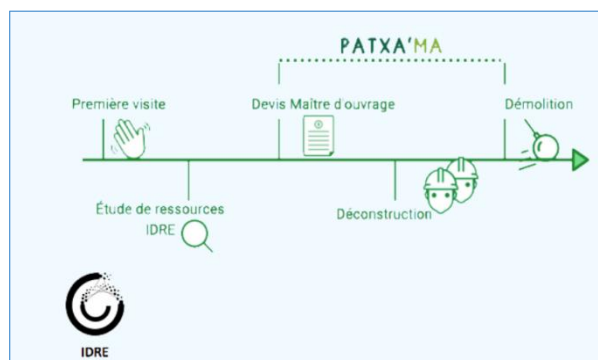 PATXA'MA
Première visite
Devis Maître d'ouvrage
Démolition
Étude de ressources
IDRE
Déconstruction
IDRE